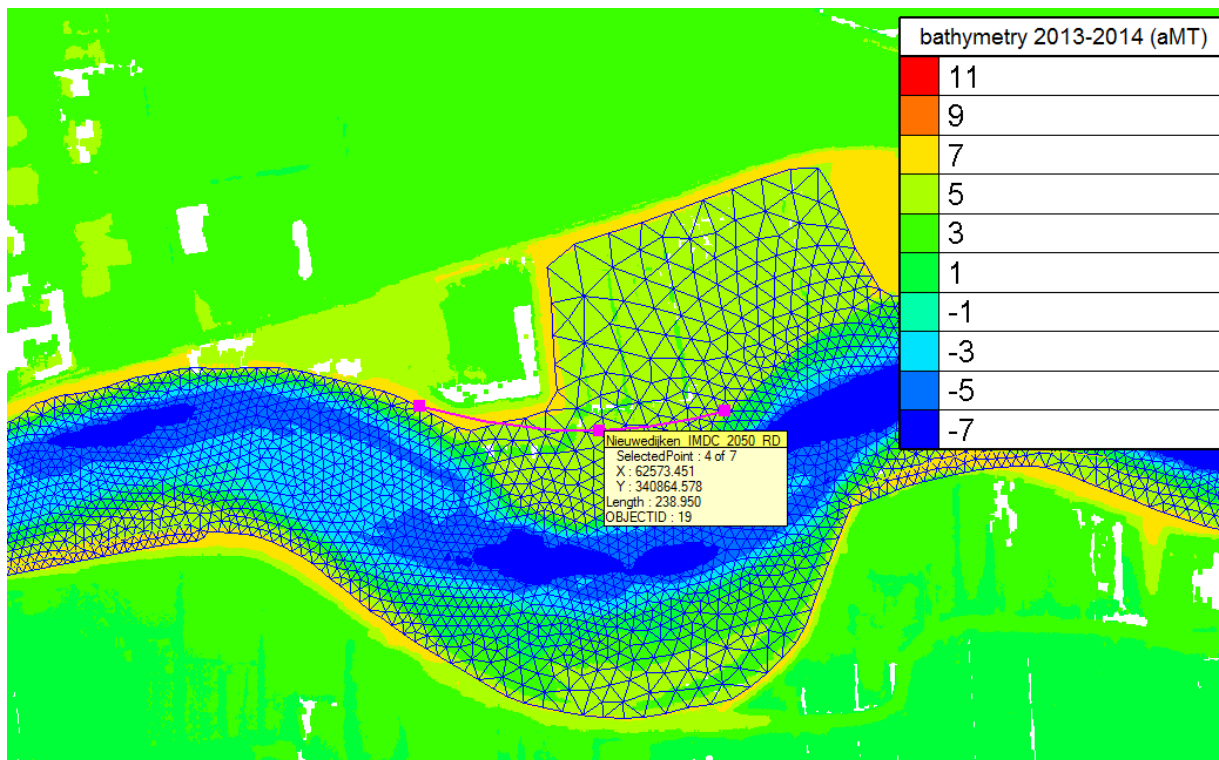 bathymetry 2013-2014 (aMT)
11
9
7
5
3
1
-1
-3
-5
-7
Nieuwedijken_IMDC_2050_RD
SelectedPoint : 4 of 7
X : 62573.451
Y : 340864.578
Length : 238.950
OBJECTID : 19